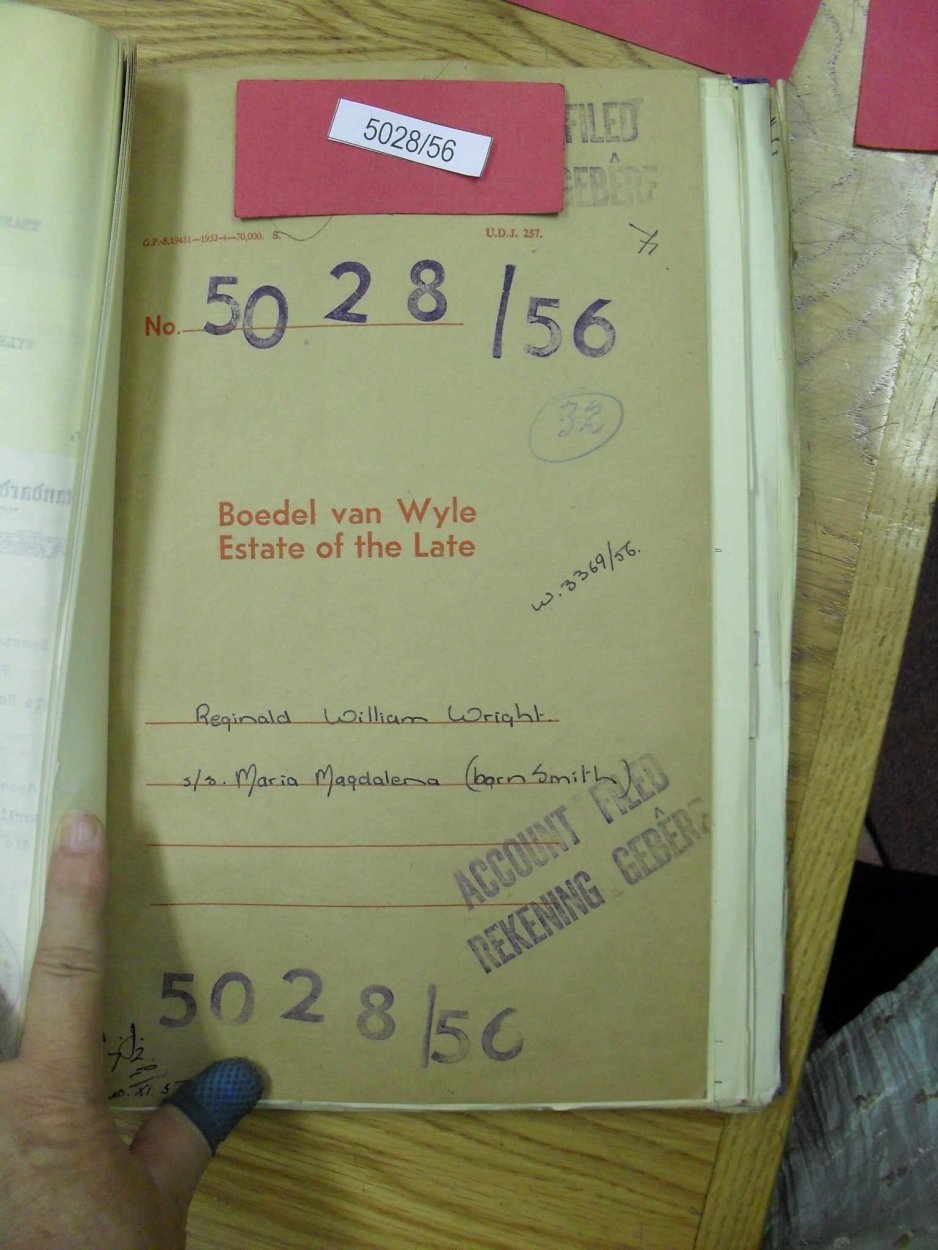 5028/56
FILED
GEBÊRE
G.P.-S.19481—1953-4—70,000. S.
U.D.J. 257.
No. 5028/56
32
Boedel van Wyle
Estate of the Late
W.3369/56.
Reginald William Wright.
s/s. Maria Magdalena (born Smith)
ACCOUNT FILED
REKENING GEBÊRE
5028/56